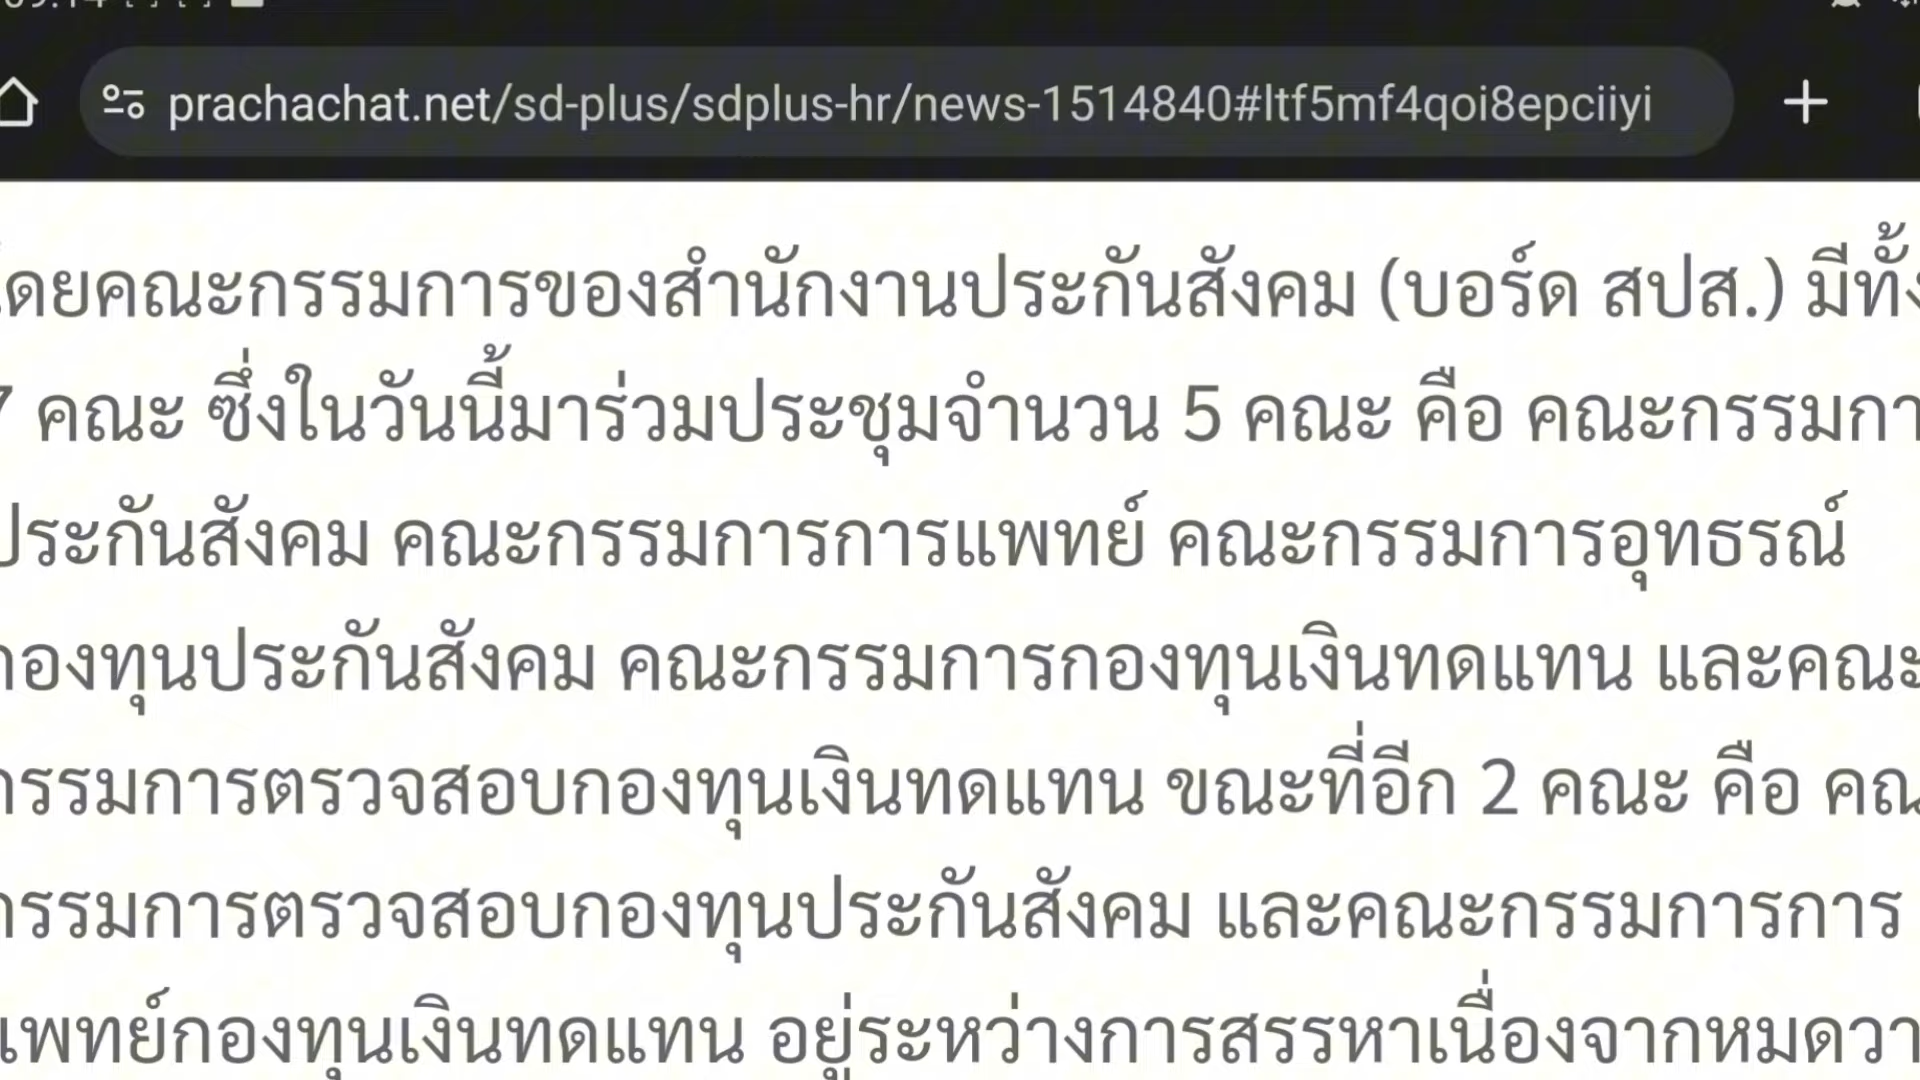 prachachat.net/sd-plus/sdplus-hr/news-1514840#ltf5mf4qoi8epciiyi
โดยคณะกรรมการของสำนักงานประกันสังคม (บอร์ด สปส.) มีทั้ง
7 คณะ ซึ่งในวันนี้มาร่วมประชุมจำนวน 5 คณะ คือ คณะกรรมกา
ประกันสังคม คณะกรรมการการแพทย์ คณะกรรมการอุทธรณ์
กองทุนประกันสังคม คณะกรรมการกองทุนเงินทดแทน และคณะ
กรรมการตรวจสอบกองทุนเงินทดแทน ขณะที่อีก 2 คณะ คือ คณ
กรรมการตรวจสอบกองทุนประกันสังคม และคณะกรรมการการ
แพทย์กองทุนเงินทดแทน อยู่ระหว่างการสรรหาเนื่องจากหมดวา